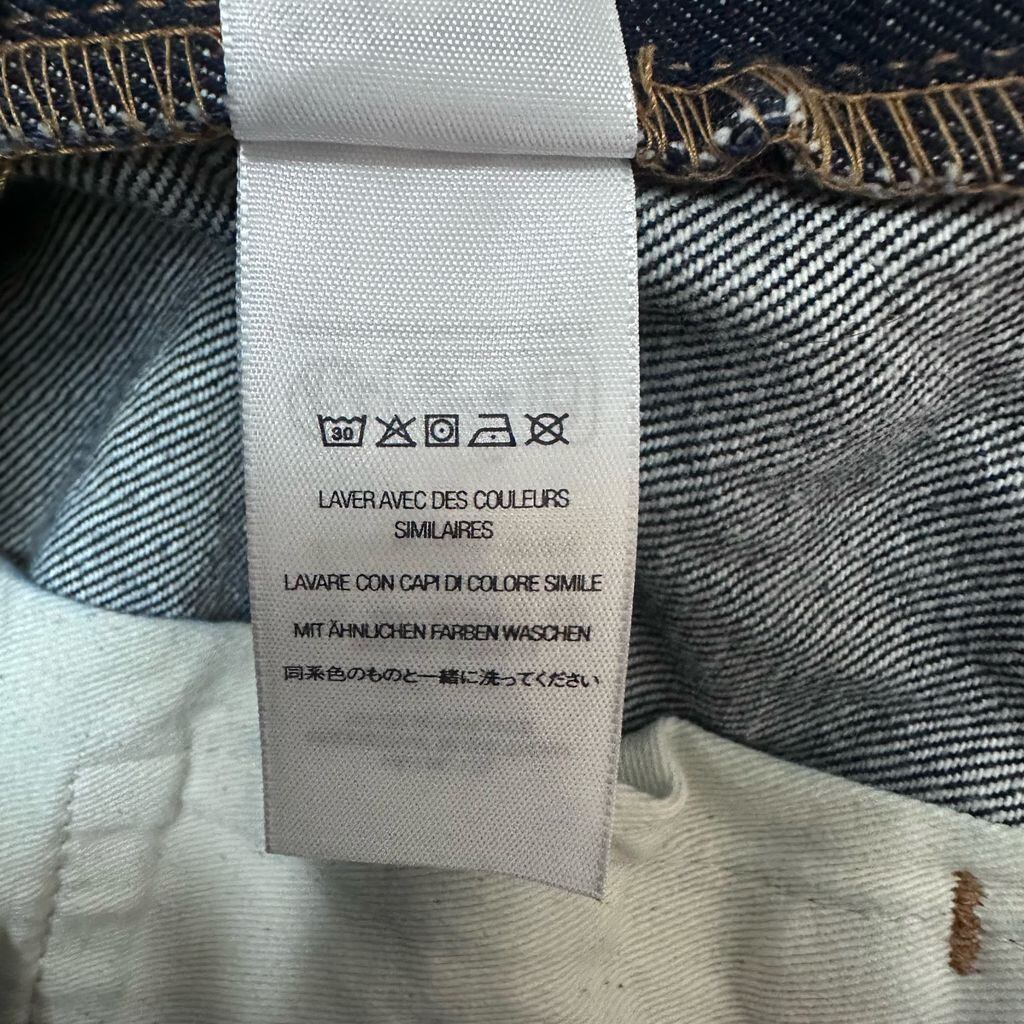 30
LAVER AVEC DES COULEURS
SIMILAIRES
LAVARE CON CAPI DI COLORE SIMILE
MIT ÄHNLICHEN FARBEN WASCHEN
同系色のものと一緒に洗ってください